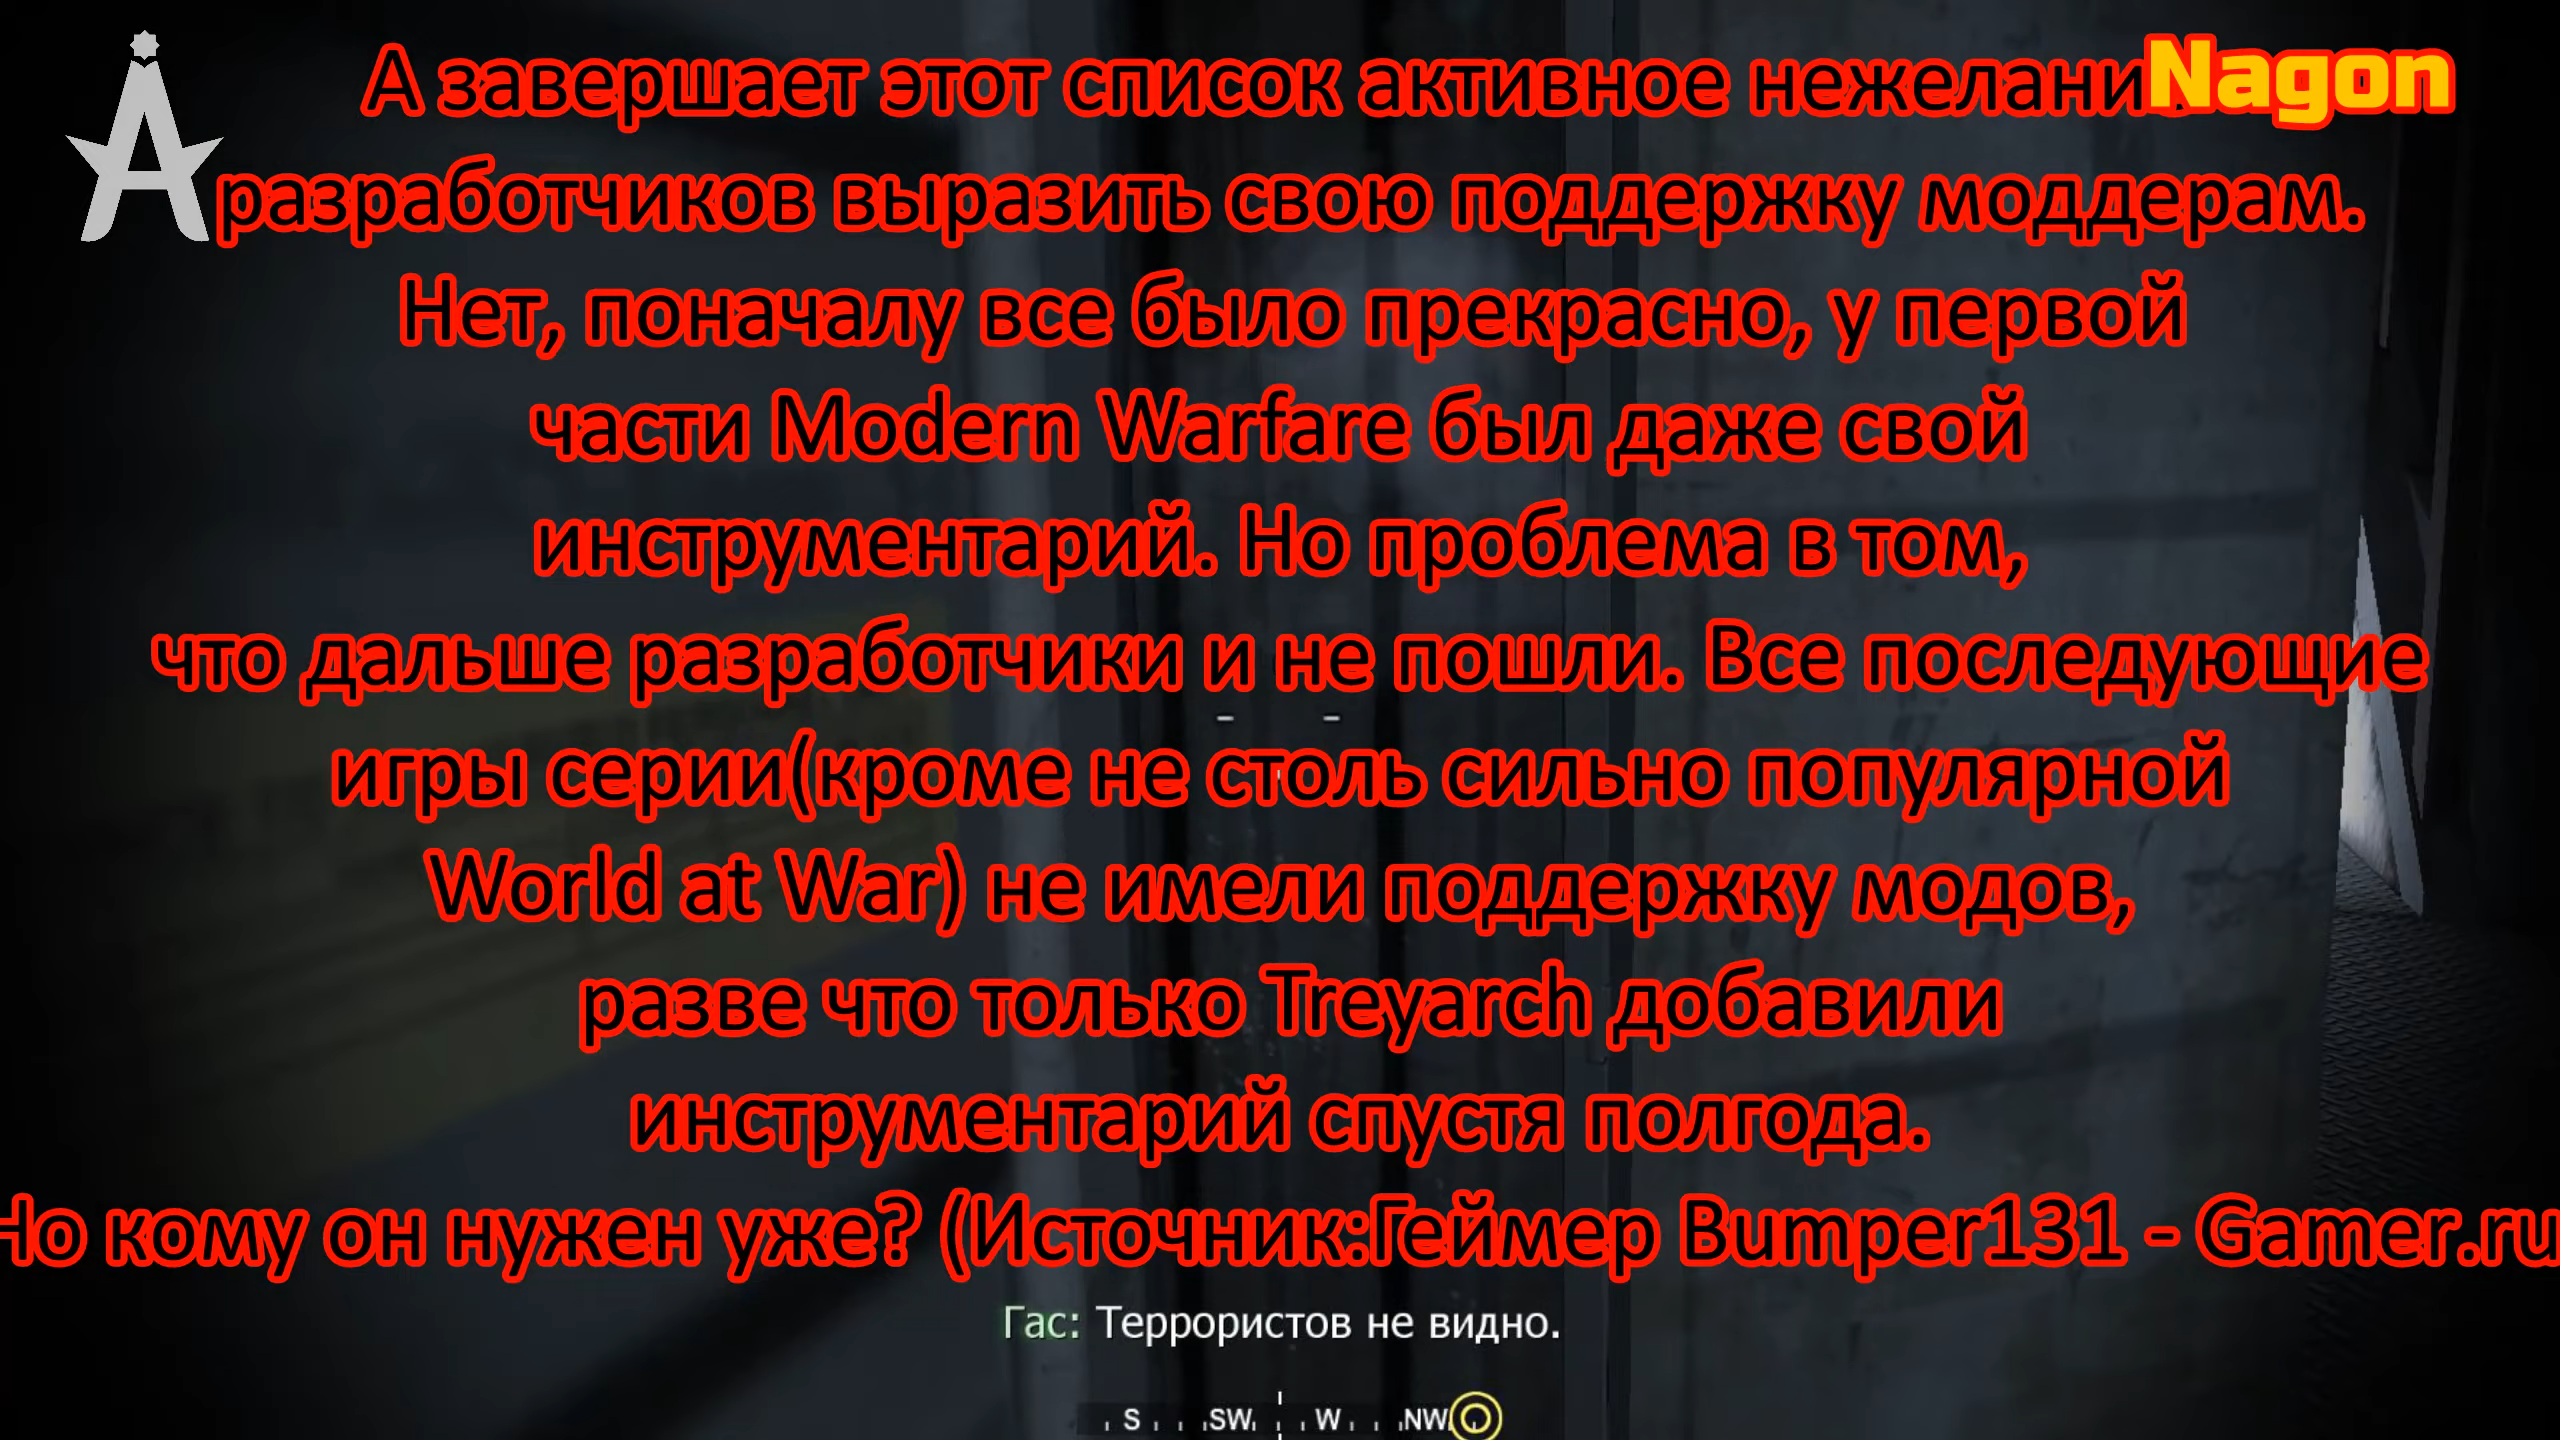 А завершает этот список активное нежелани
Nagon
разработчиков выразить свою поддержку моддерам.
Нет, поначалу все было прекрасно, у первой
части Modern Warfare был даже свой
инструментарий. Но проблема в том,
что дальше разработчики и не пошли. Все последующие
игры серии(кроме не столь сильно популярной
World at War) не имели поддержку модов,
разве что только Treyarch добавили
инструментарий спустя полгода.
Но кому он нужен уже? (Источник:Геймер Bumper131 - Gamer.ru
Гас: Террористов не видно.
S SW W NW